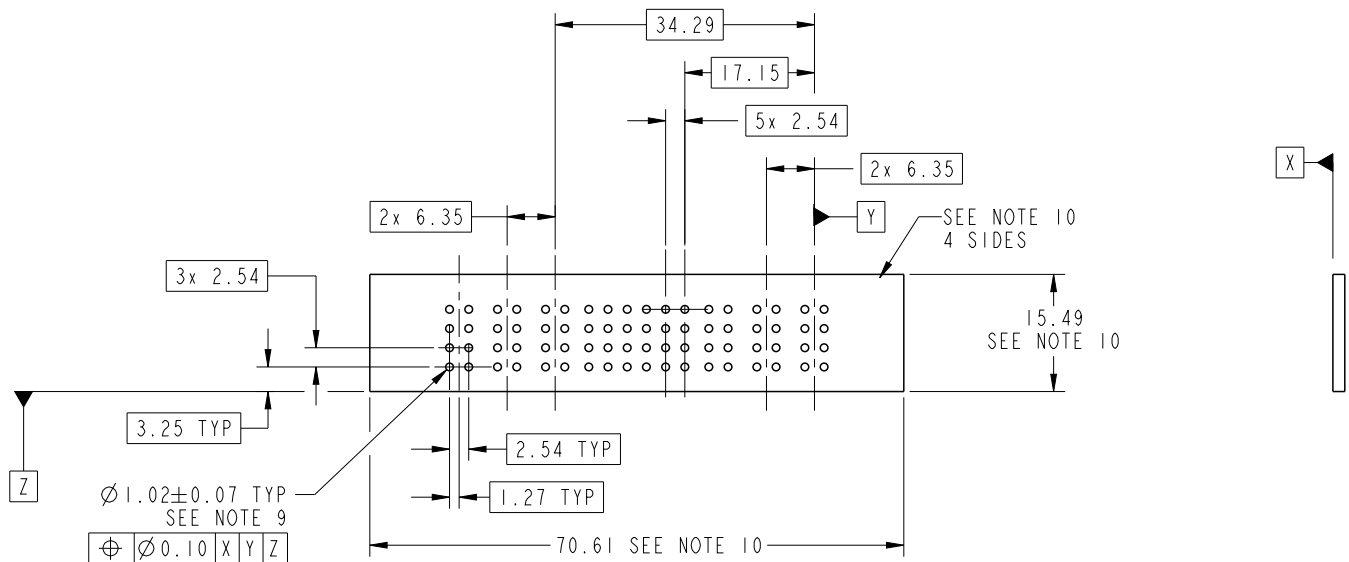 34.29
17.15
5x 2.54
X
2x 6.35
2x 6.35
Y
SEE NOTE 10
4 SIDES
3x 2.54
15.49
SEE NOTE 10
3.25 TYP
2.54 TYP
Z
Ø1.02±0.07 TYP
1.27 TYP
SEE NOTE 9
⌖ Ø0.10 X Y Z
70.61 SEE NOTE 10